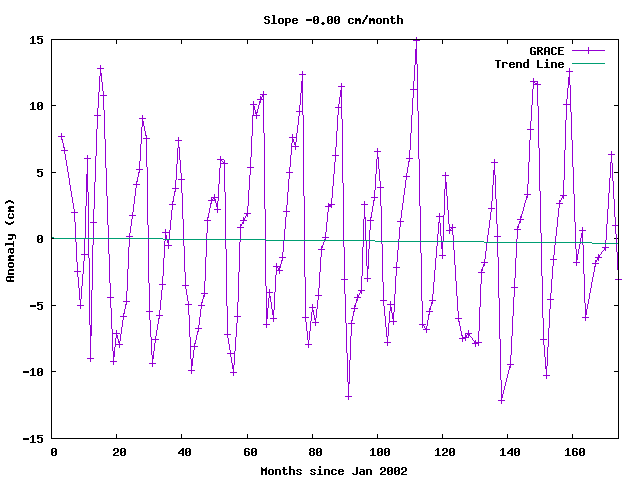 Slope -0.00 cm/month
GRACE
Trend Line
15
10
5
0
-5
-10
-15
Anomaly (cm)
0 20 40 60 80 100 120 140 160
Months since Jan 2002